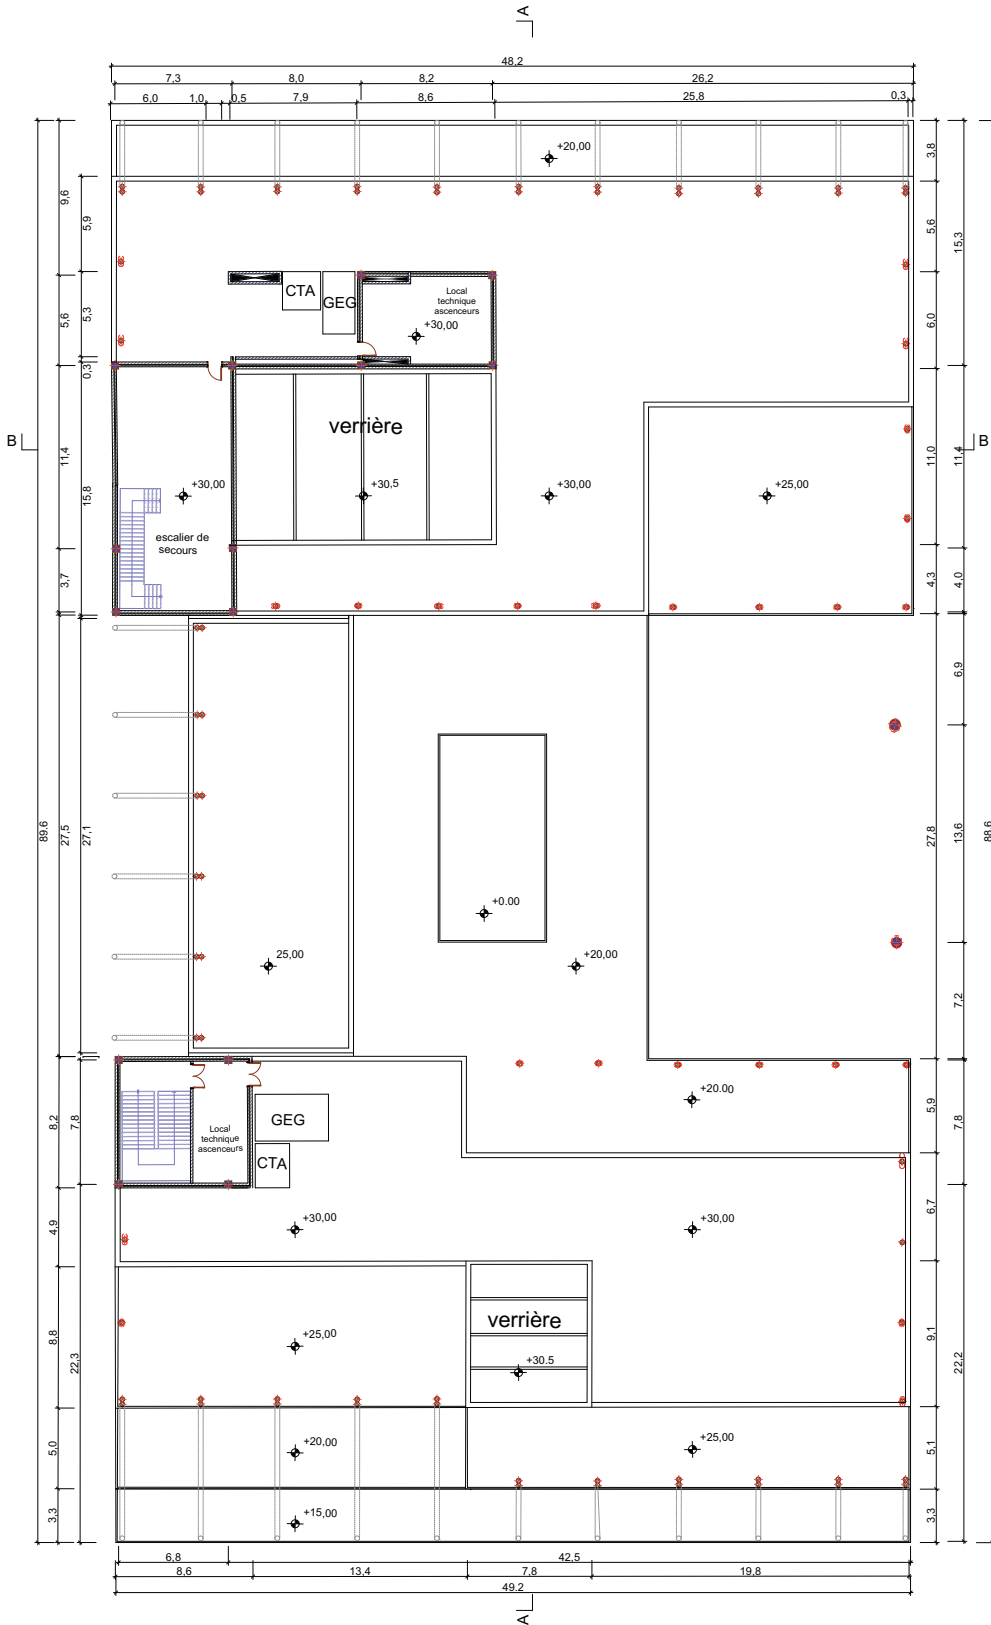 A
48,2
7,3 8,0 8,2 26,2
6,0 1,0 0,5 7,9 8,6 25,8 0,3
+20,00
3,8
9,6
5,9
5,6
15,3
CTA
GEG
Local
technique
ascenceurs
+30,00
5,6
5,3
6,0
0,3
verrière
B
B
11,4
15,8
11,0
11,4
+30,00
+30,5
+30,00
+25,00
escalier de
secours
3,7
4,3
4,0
6,9
89,6
27,5
27,1
27,8
13,6
88,6
+0.00
25,00
+20,00
7,2
+20.00
GEG
Local
technique
ascenceurs
CTA
8,2
7,8
5,9
7,8
+30,00
+30,00
4,9
6,7
verrière
+25,00
+30.5
8,8
22,3
9,1
22,2
+20,00
+25,00
5,0
5,1
+15,00
3,3
3,3
6,8 42,5
8,6 13,4 7,8 19,8
49,2
A